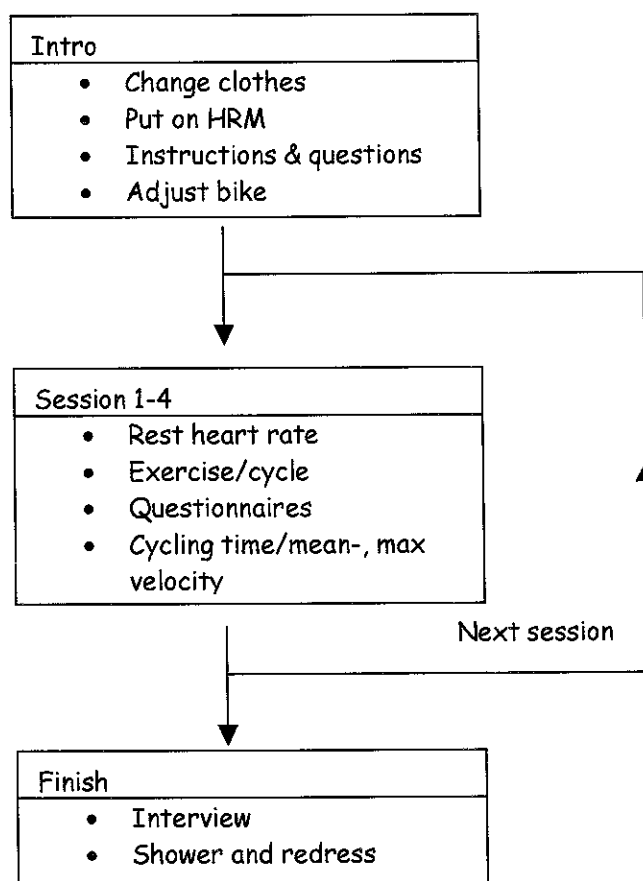 Intro
• Change clothes
• Put on HRM
• Instructions & questions
• Adjust bike
Session 1-4
• Rest heart rate
• Exercise/cycle
• Questionnaires
• Cycling time/mean-, max
velocity
Next session
Finish
• Interview
• Shower and redress